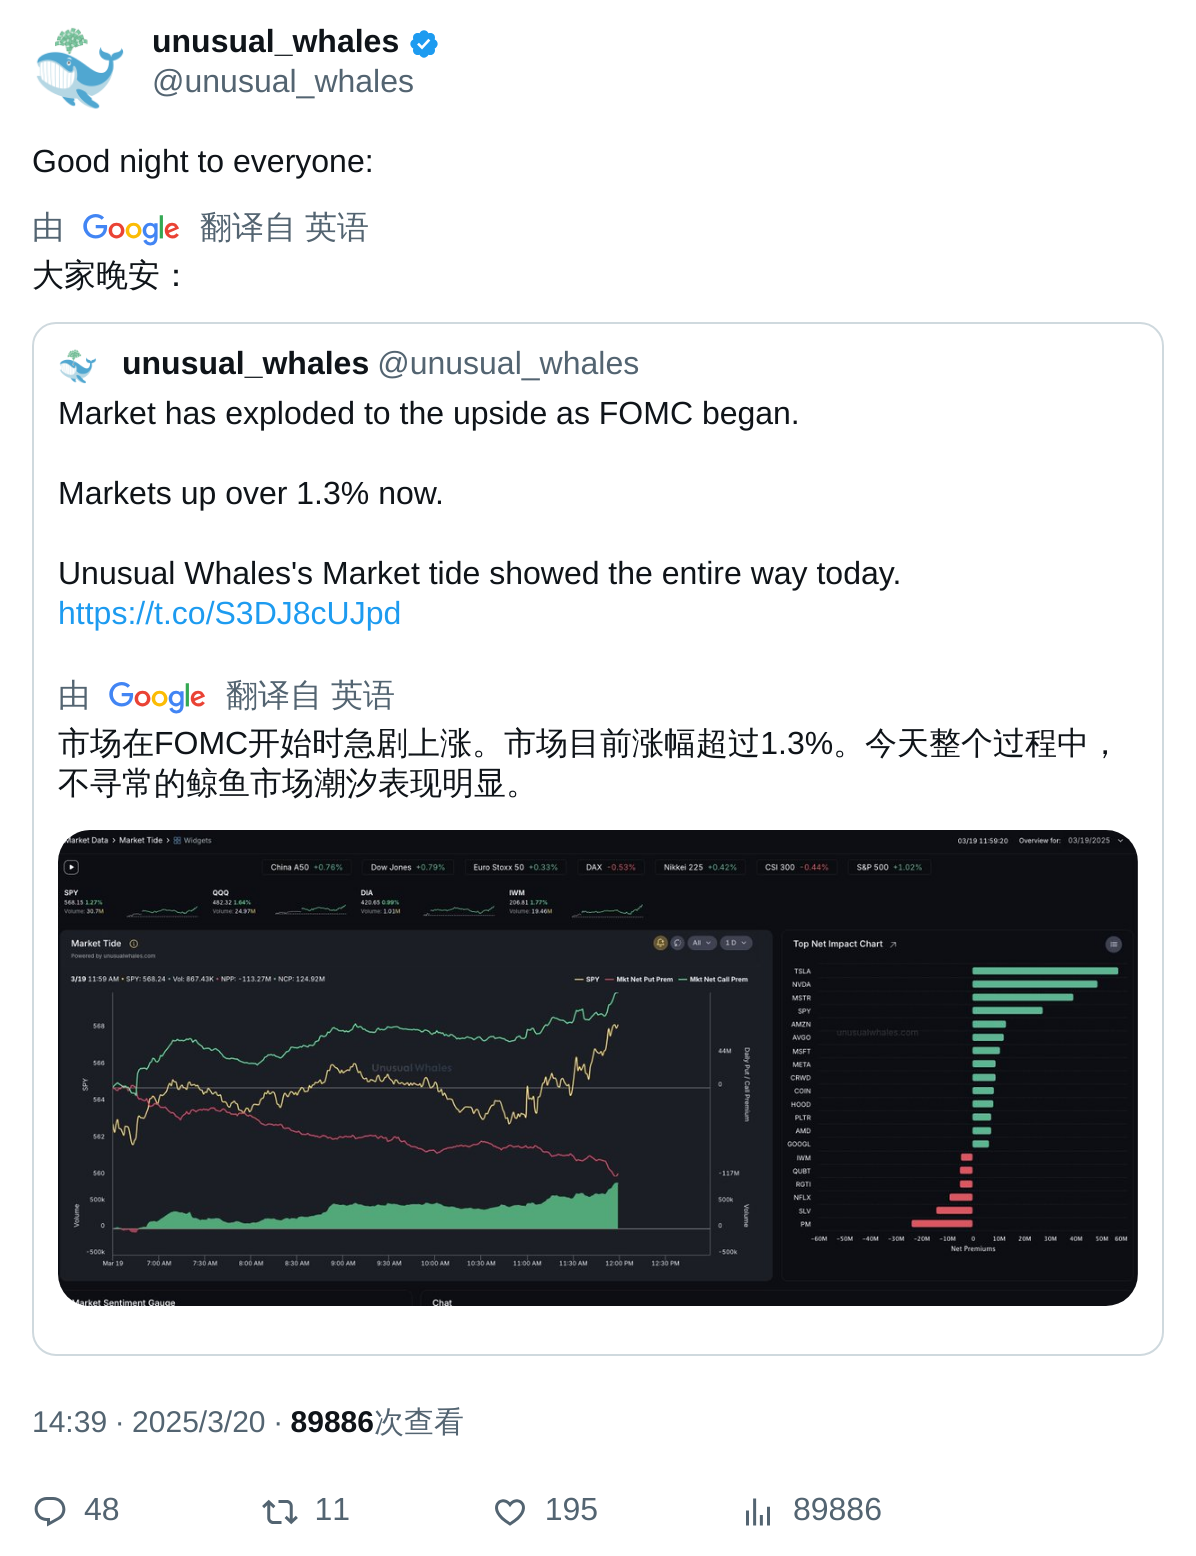 unusual_whales
@unusual_whales
Good night to everyone:
由 Google 翻译自 英语
大家晚安：
unusual_whales @unusual_whales
Market has exploded to the upside as FOMC began.
Markets up over 1.3% now.
Unusual Whales's Market tide showed the entire way today.
https://t.co/S3DJ8cUJpd
由 Google 翻译自 英语
市场在FOMC开始时急剧上涨。市场目前涨幅超过1.3%。今天整个过程中，
不寻常的鲸鱼市场潮汐表现明显。
Market Data > Market Tide > Widgets
03/19 11:59:20 Overview for: 03/19/2025
China A50 +0.76% Dow Jones +0.79% Euro Stoxx 50 +0.33% DAX -0.53% Nikkei 225 +0.42% CSI 300 -0.44% S&P 500 +1.02%
SPY QQQ DIA IWM
568.15 1.27% 482.32 1.64% 420.65 0.99% 206.81 1.77%
Volume: 30.7M Volume: 24.97M Volume: 1.01M Volume: 19.46M
Market Tide
All 1 D
Powered by unusualwhales.com
3/19 11:59 AM • SPY: 568.24 • Vol: 867.43K • NPP: -113.27M • NCP: 124.92M
SPY Mkt Net Put Prem Mkt Net Call Prem
568
566
564
562
560
500k
0
-500k
SPY
Volume
Unusual Whales
44M
0
-117M
500k
0
-500k
Daily Put / Call Premium
Volume
Mar 19 7:00 AM 7:30 AM 8:00 AM 8:30 AM 9:00 AM 9:30 AM 10:00 AM 10:30 AM 11:00 AM 11:30 AM 12:00 PM 12:30 PM
Top Net Impact Chart
TSLA
NVDA
MSTR
SPY
AMZN
AVGO
MSFT
META
CRWD
COIN
HOOD
PLTR
AMD
GOOGL
IWM
QUBT
RGTI
NFLX
SLV
PM
unusualwhales.com
-60M -50M -40M -30M -20M -10M 0 10M 20M 30M 40M 50M 60M
Net Premiums
Market Sentiment Gauge
Chat
14:39 · 2025/3/20 · 89886次查看
48 11 195 89886